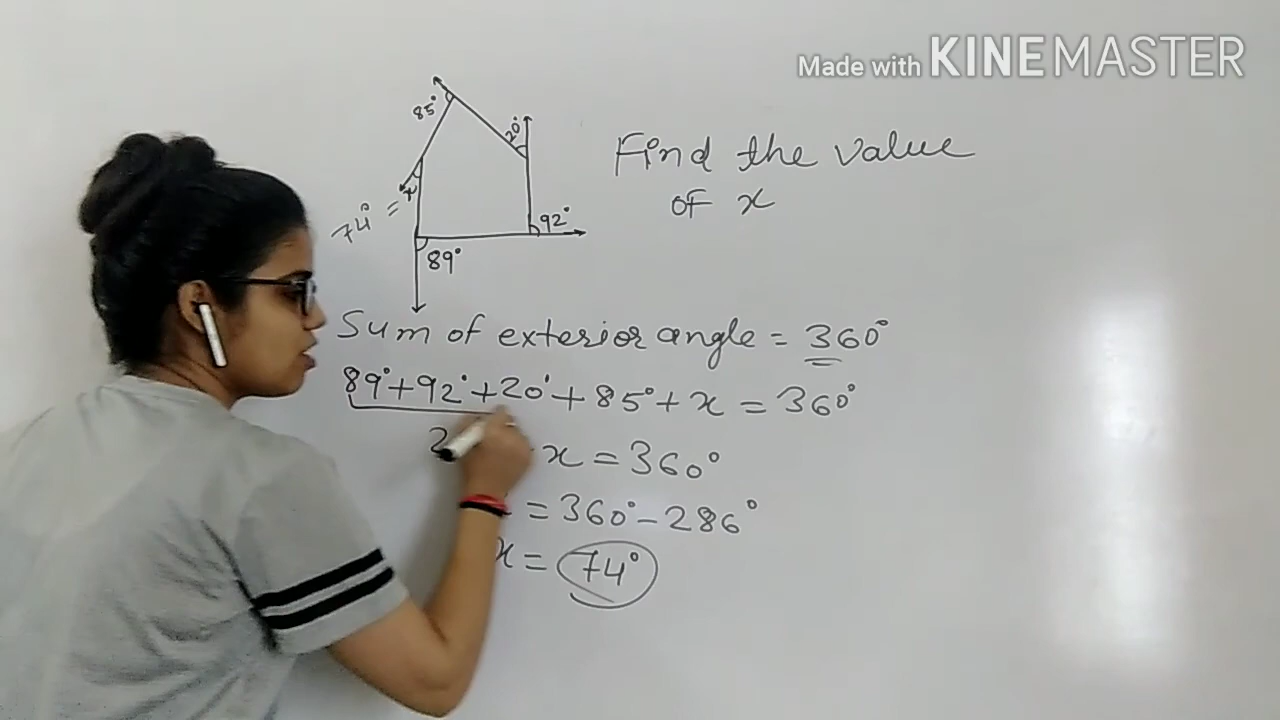 Made with KINEMASTER
85°
20°
Find the value
of x
x
74° =
92°
89°
Sum of exterior angle = 360°
89°+92°+20°+85°+x = 360°
x = 360°
= 360° - 286°
x = 74°